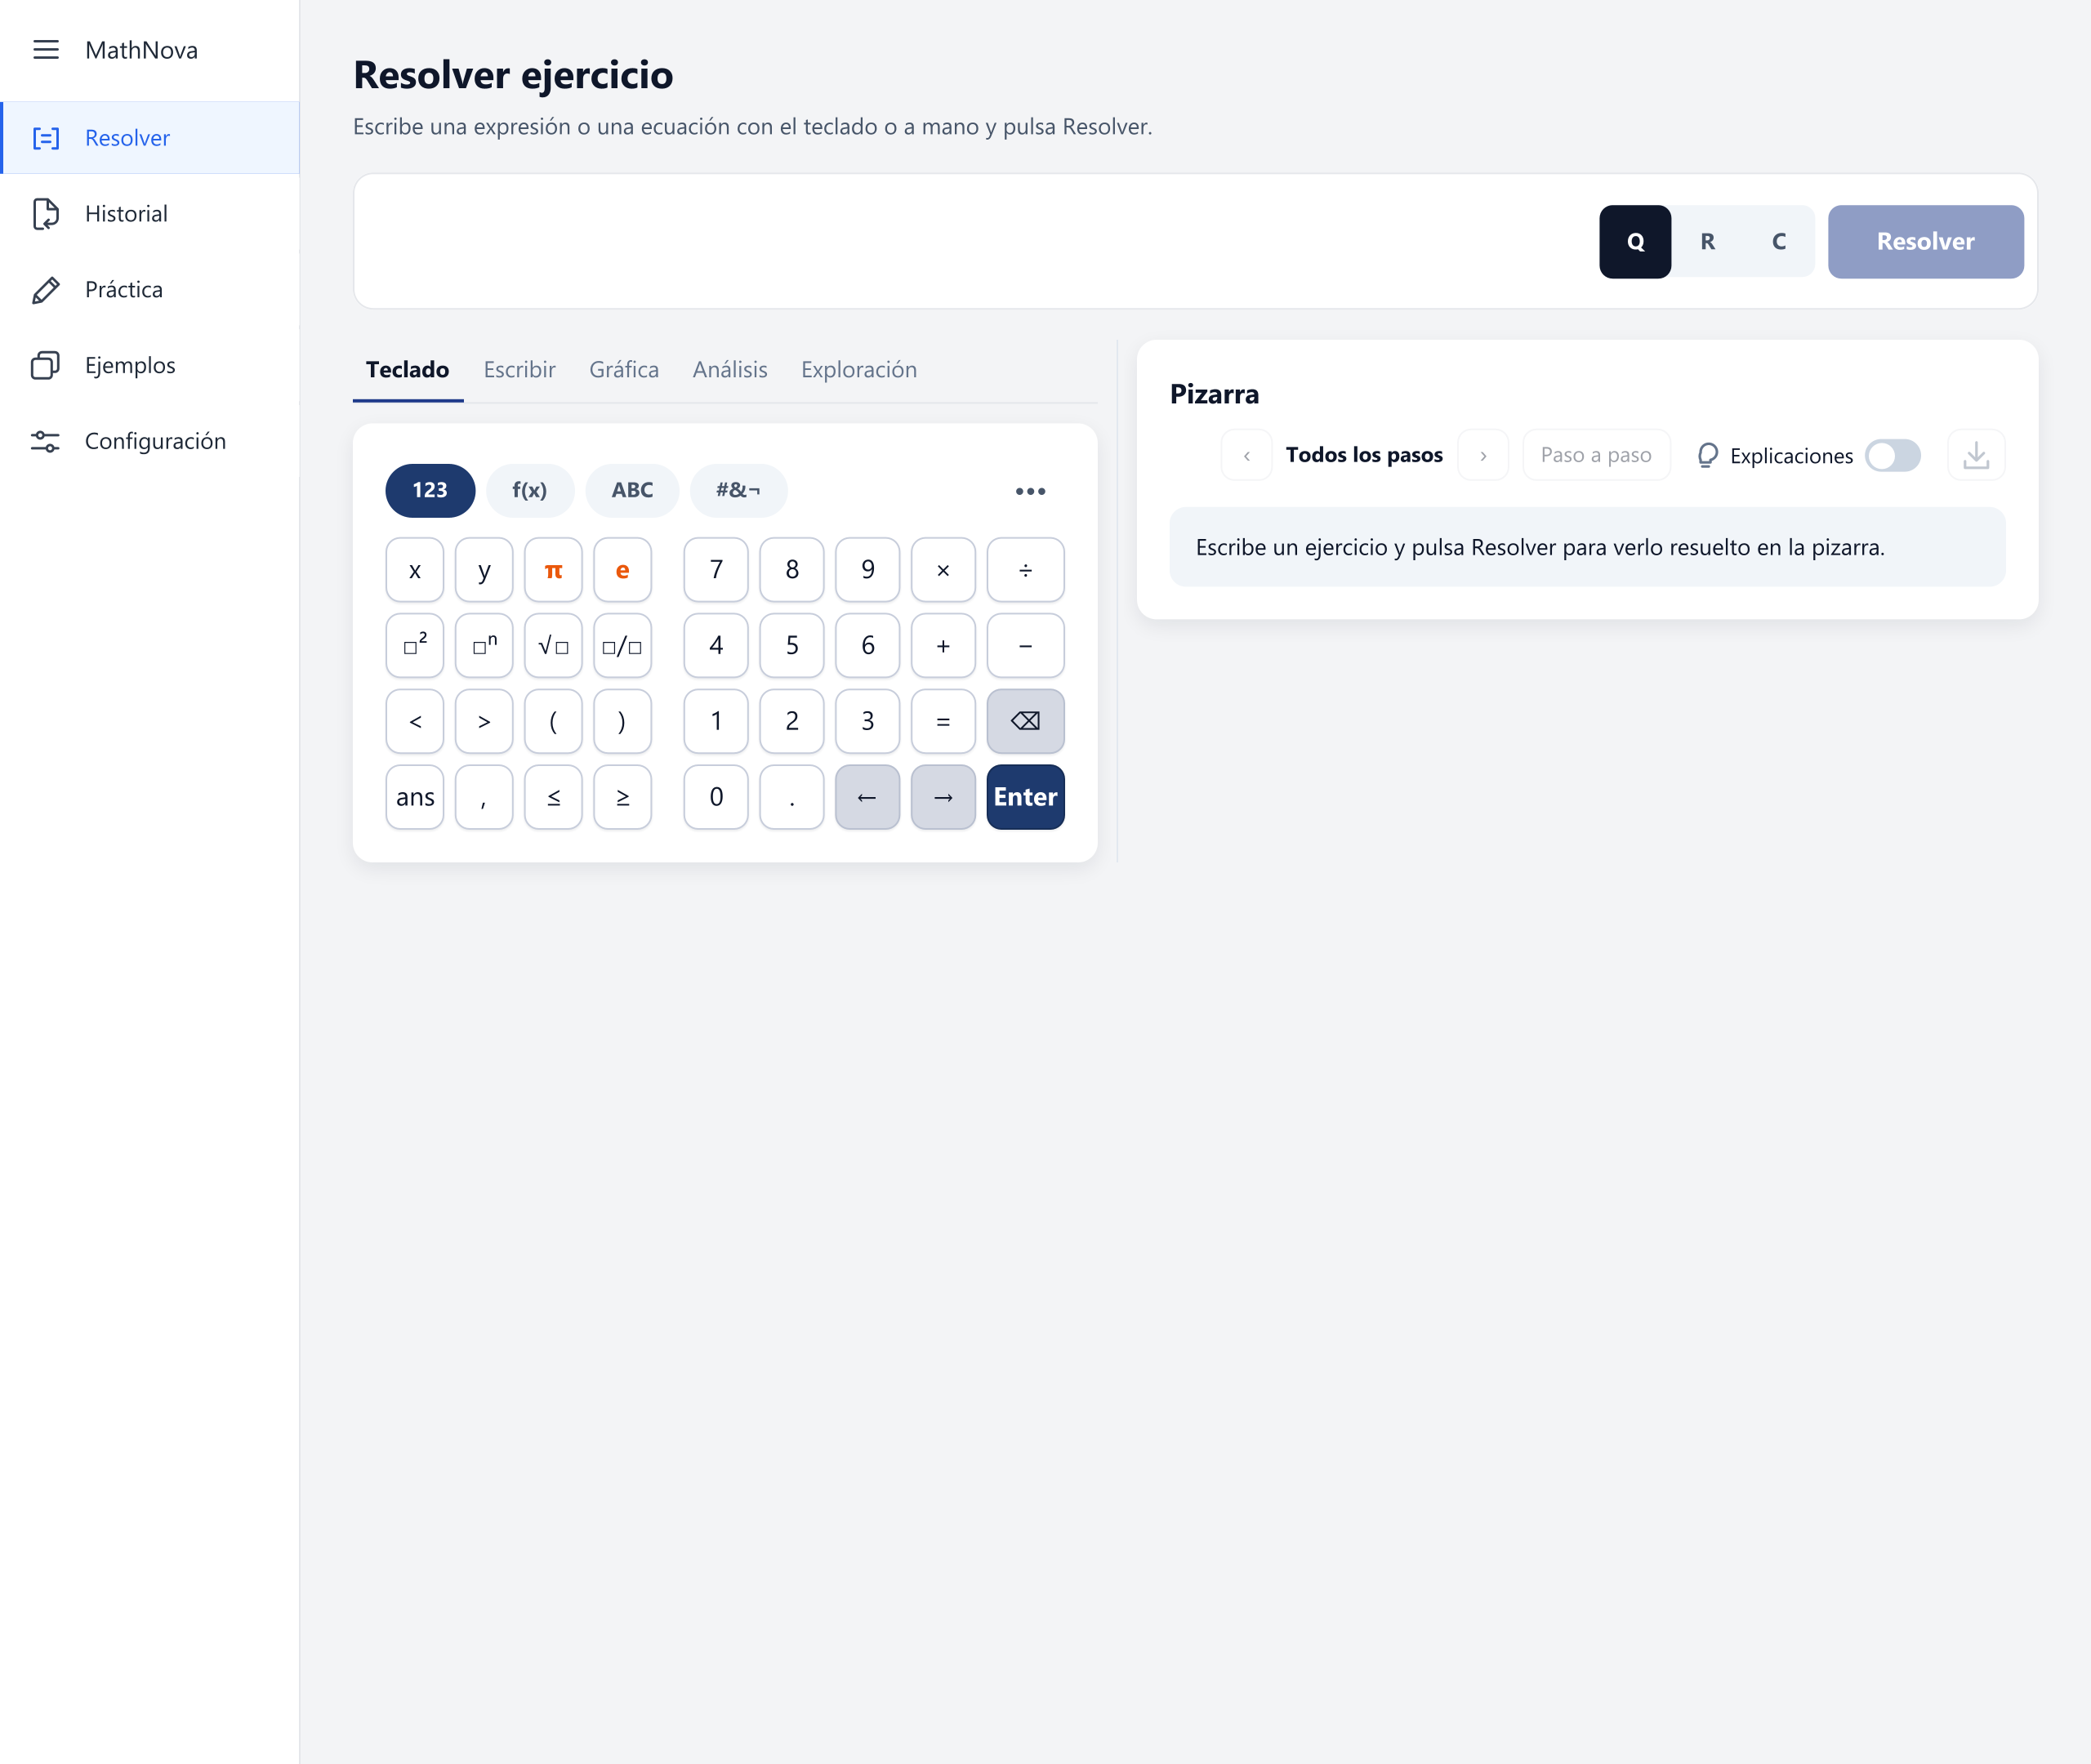 MathNova
Resolver
Historial
Práctica
Ejemplos
Configuración
Resolver ejercicio
Escribe una expresión o una ecuación con el teclado o a mano y pulsa Resolver.
Q R C Resolver
Teclado Escribir Gráfica Análisis Exploración
123 f(x) ABC #&¬ •••
x y π e 7 8 9 × ÷
□² □ⁿ √□ □/□ 4 5 6 + −
< > ( ) 1 2 3 = ⌫
ans , ≤ ≥ 0 . ← → Enter
Pizarra
‹ Todos los pasos › Paso a paso Explicaciones
Escribe un ejercicio y pulsa Resolver para verlo resuelto en la pizarra.